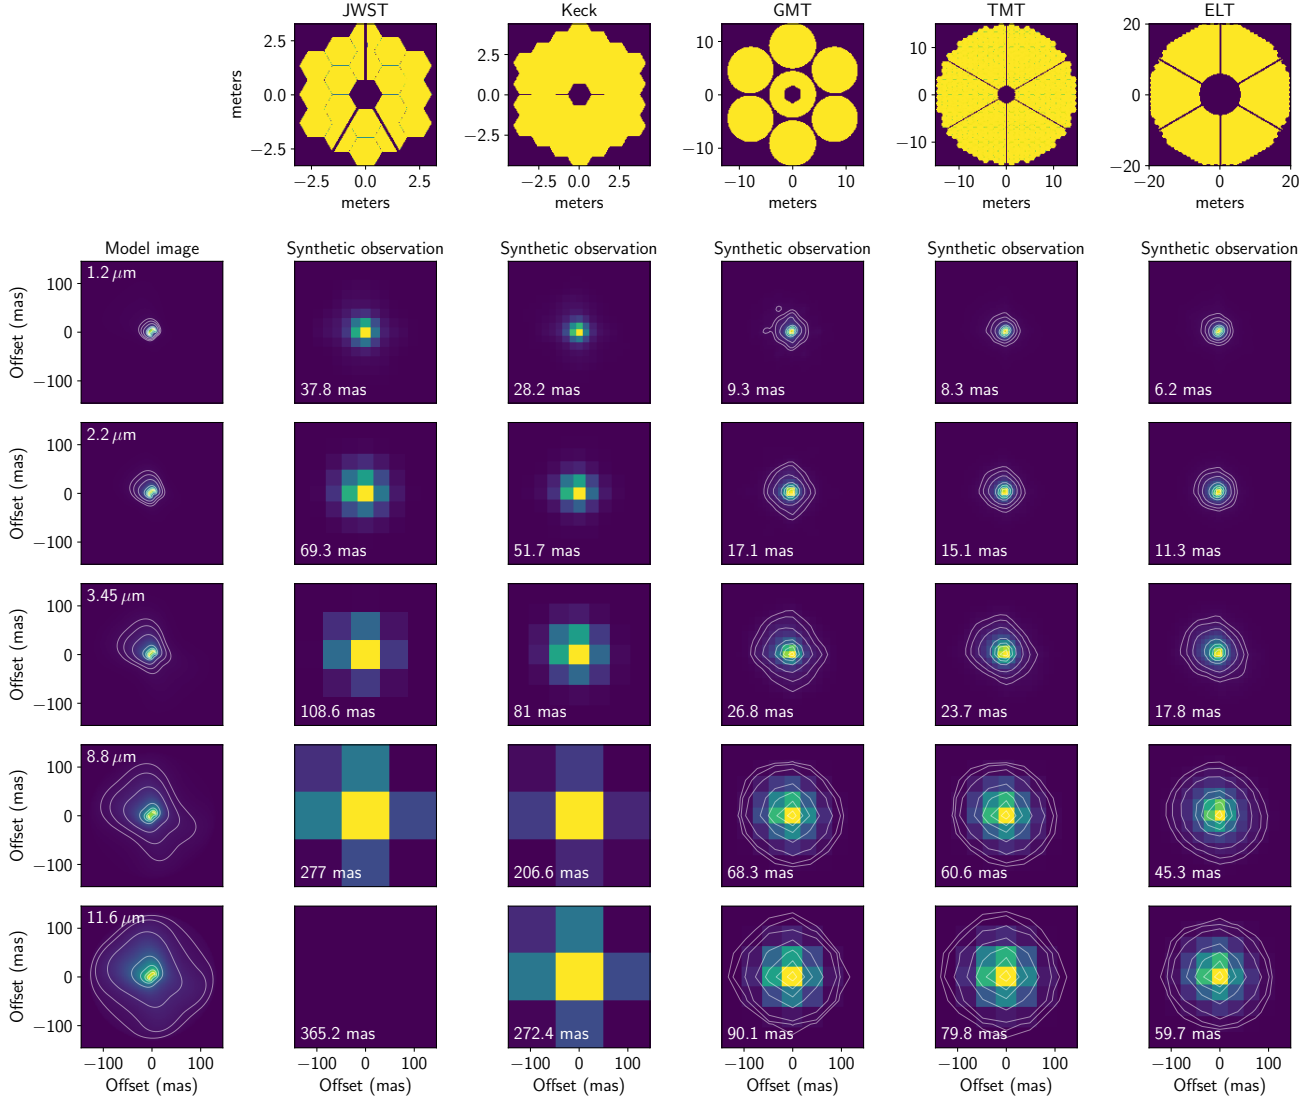 JWST Keck GMT TMT ELT
meters
2.5
0.0
−2.5
−2.5 0.0 2.5
meters
2.5
0.0
−2.5
−2.5 0.0 2.5
meters
10
0
−10
−10 0 10
meters
10
0
−10
−10 0 10
meters
20
0
−20
−20 0 20
meters
Model image Synthetic observation Synthetic observation Synthetic observation Synthetic observation Synthetic observation
Offset (mas)
100
0
−100
1.2 μm
37.8 mas 28.2 mas 9.3 mas 8.3 mas 6.2 mas
Offset (mas)
100
0
−100
2.2 μm
69.3 mas 51.7 mas 17.1 mas 15.1 mas 11.3 mas
Offset (mas)
100
0
−100
3.45 μm
108.6 mas 81 mas 26.8 mas 23.7 mas 17.8 mas
Offset (mas)
100
0
−100
8.8 μm
277 mas 206.6 mas 68.3 mas 60.6 mas 45.3 mas
Offset (mas)
100
0
−100
11.6 μm
365.2 mas 272.4 mas 90.1 mas 79.8 mas 59.7 mas
−100 0 100 −100 0 100 −100 0 100 −100 0 100 −100 0 100 −100 0 100
Offset (mas) Offset (mas) Offset (mas) Offset (mas) Offset (mas) Offset (mas)